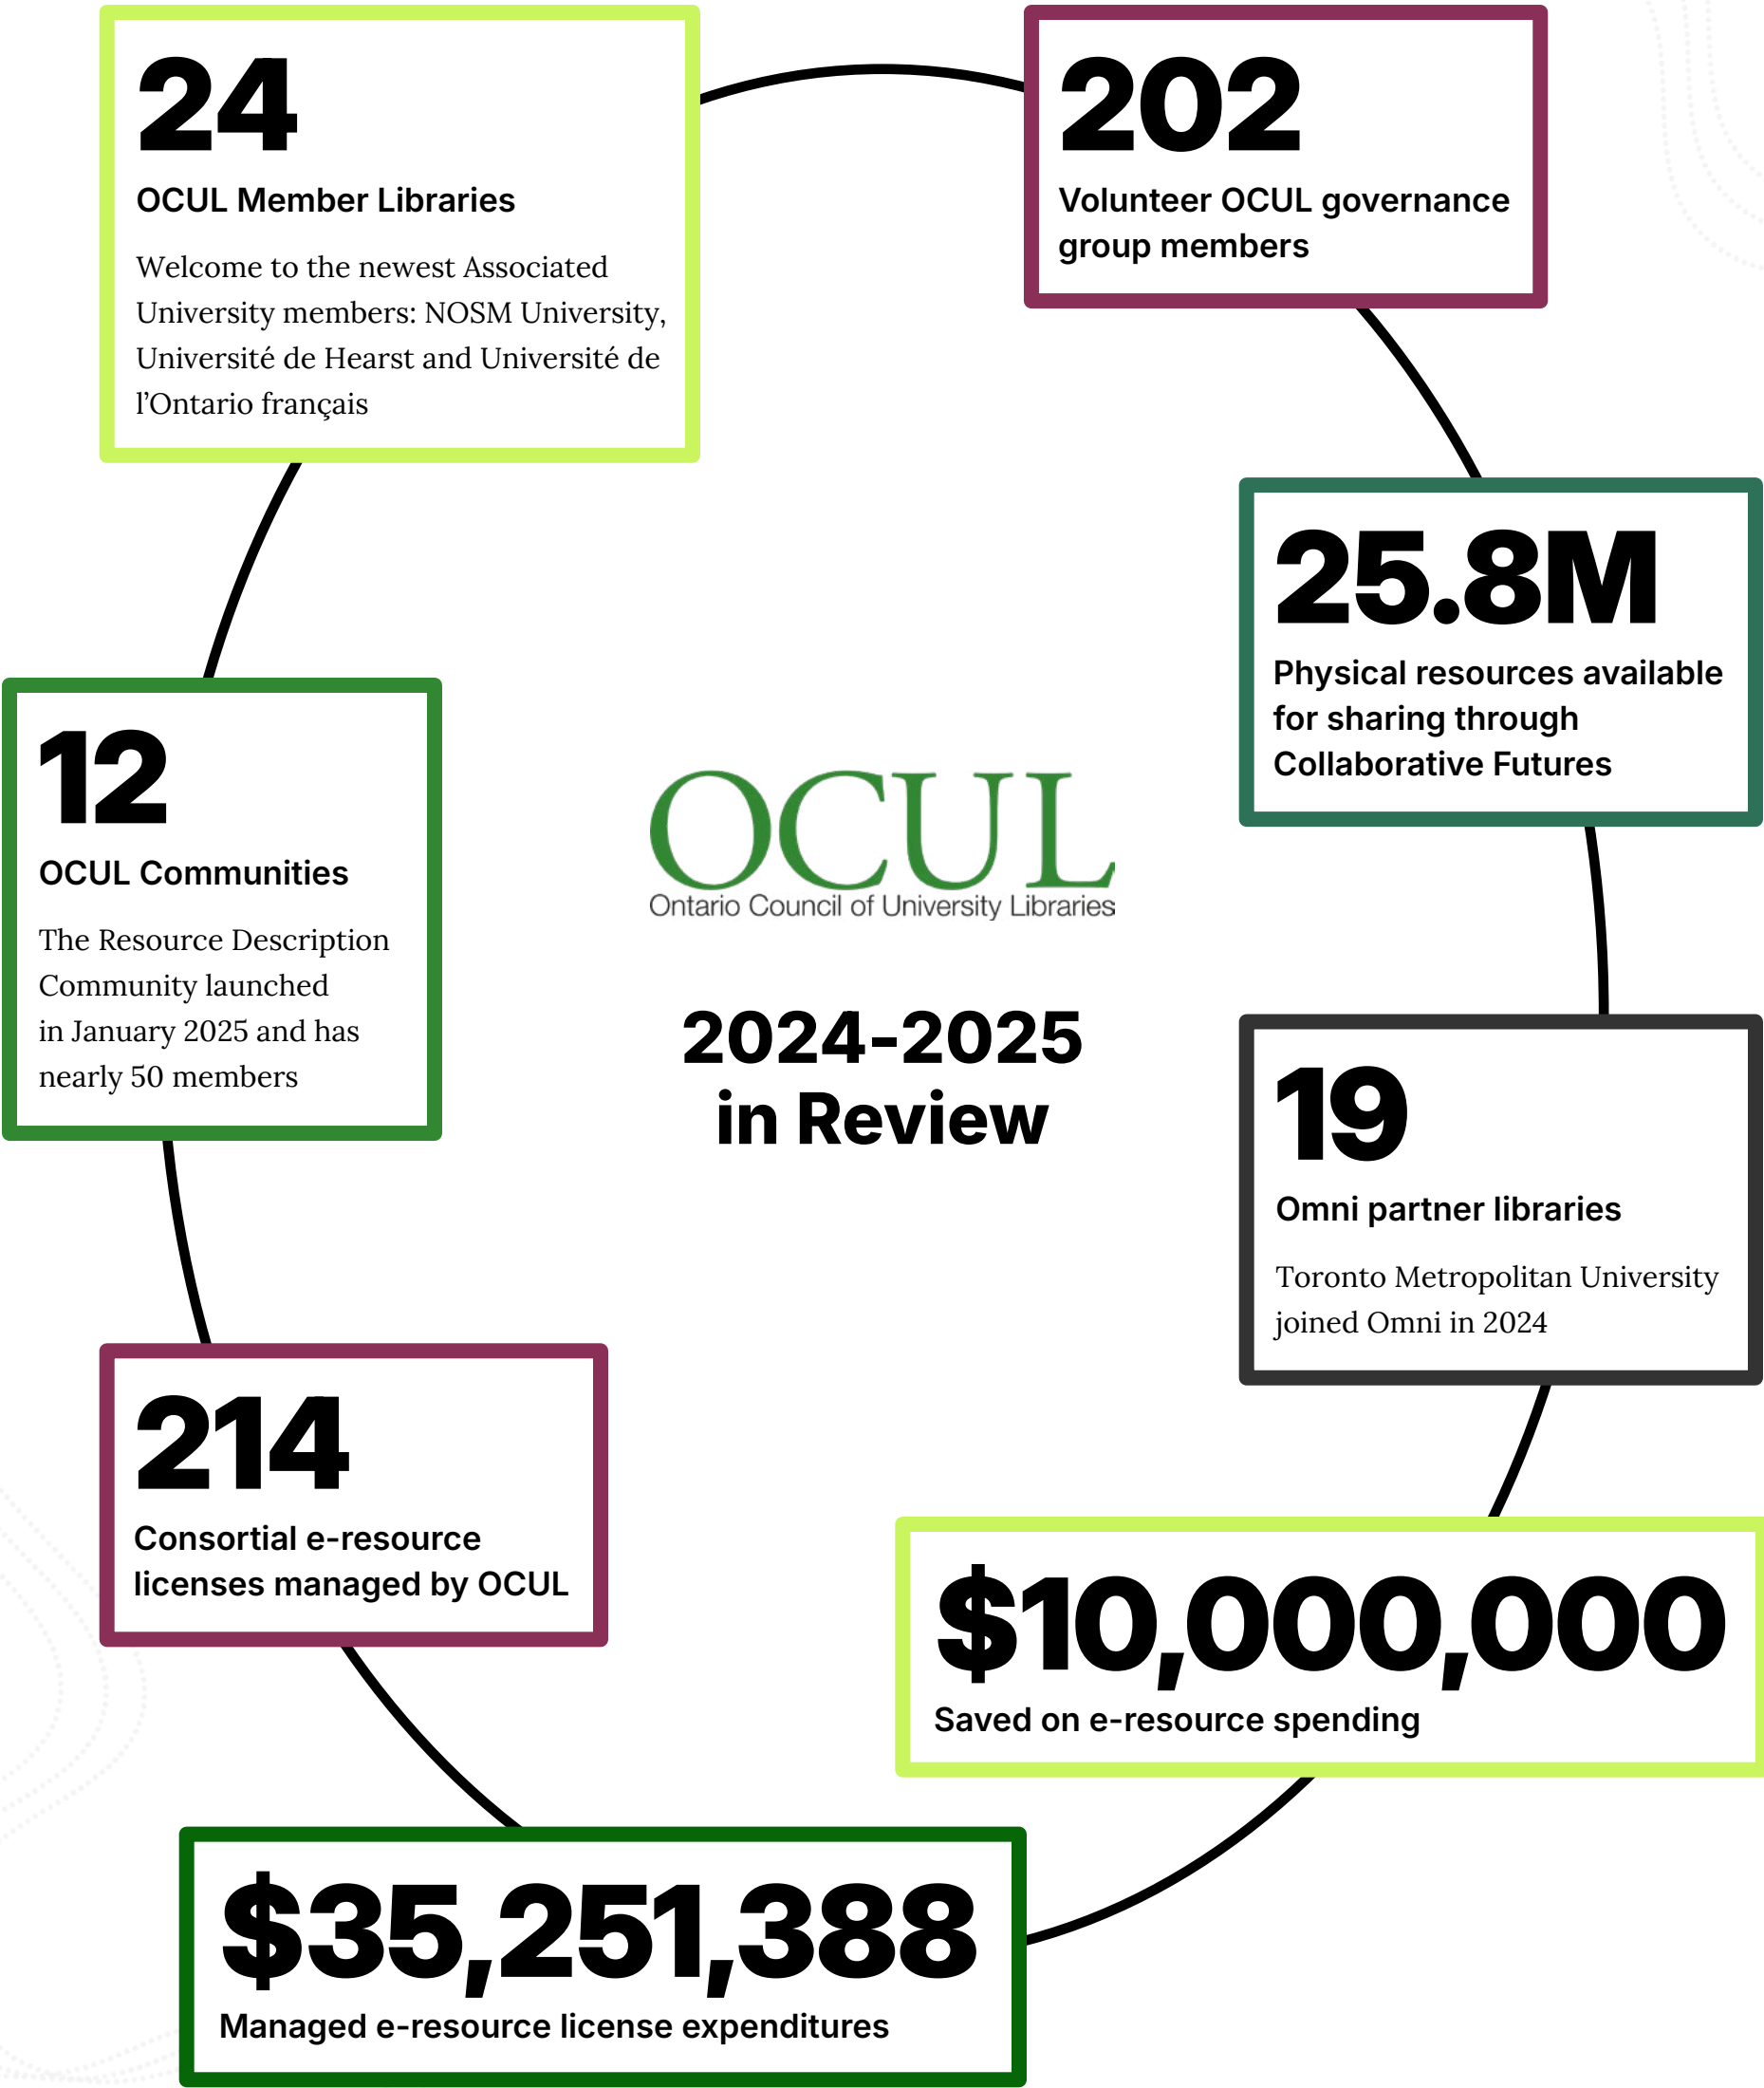 24
OCUL Member Libraries
Welcome to the newest Associated
University members: NOSM University,
Université de Hearst and Université de
l’Ontario français
202
Volunteer OCUL governance
group members
25.8M
Physical resources available
for sharing through
Collaborative Futures
12
OCUL Communities
The Resource Description
Community launched
in January 2025 and has
nearly 50 members
OCUL
Ontario Council of University Libraries
2024-2025
in Review
19
Omni partner libraries
Toronto Metropolitan University
joined Omni in 2024
214
Consortial e-resource
licenses managed by OCUL
$10,000,000
Saved on e-resource spending
$35,251,388
Managed e-resource license expenditures